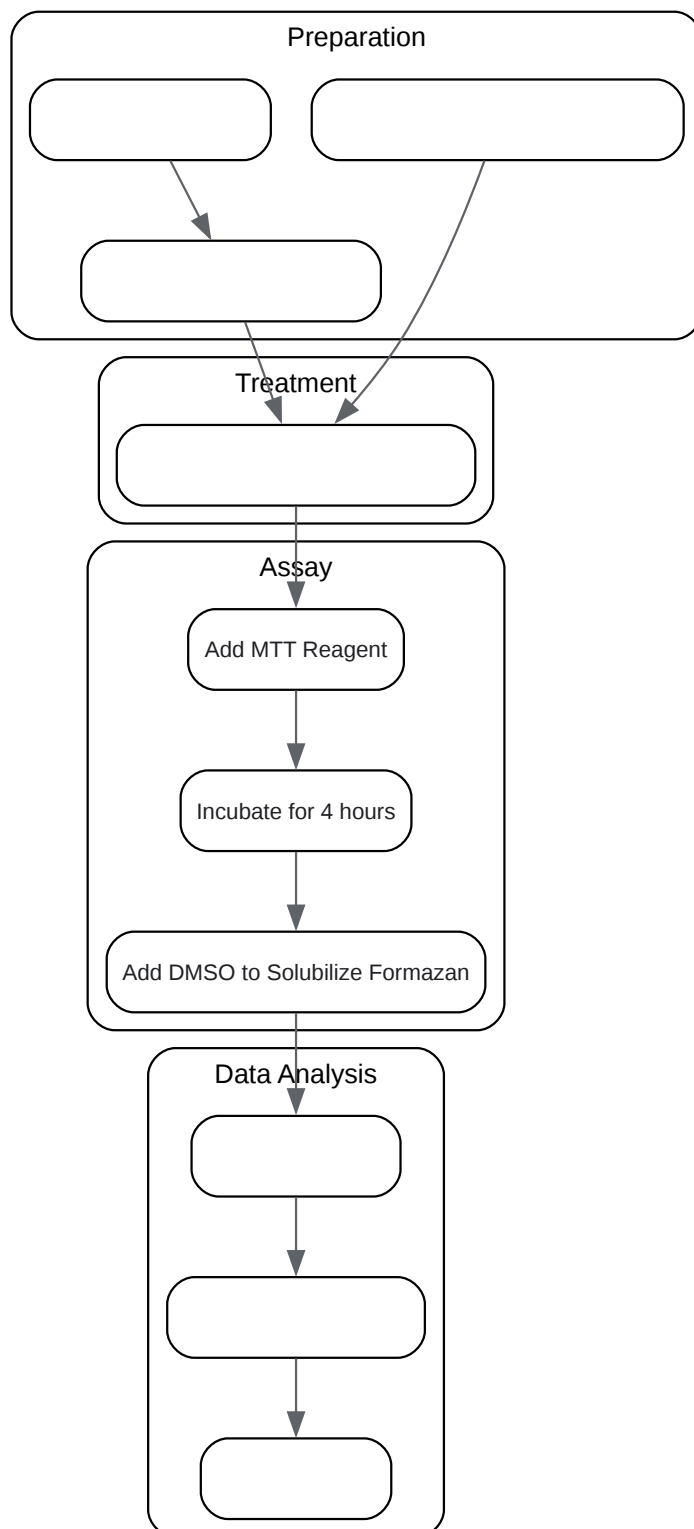 Preparation
Treatment
Assay
Add MTT Reagent
Incubate for 4 hours
Add DMSO to Solubilize Formazan
Data Analysis